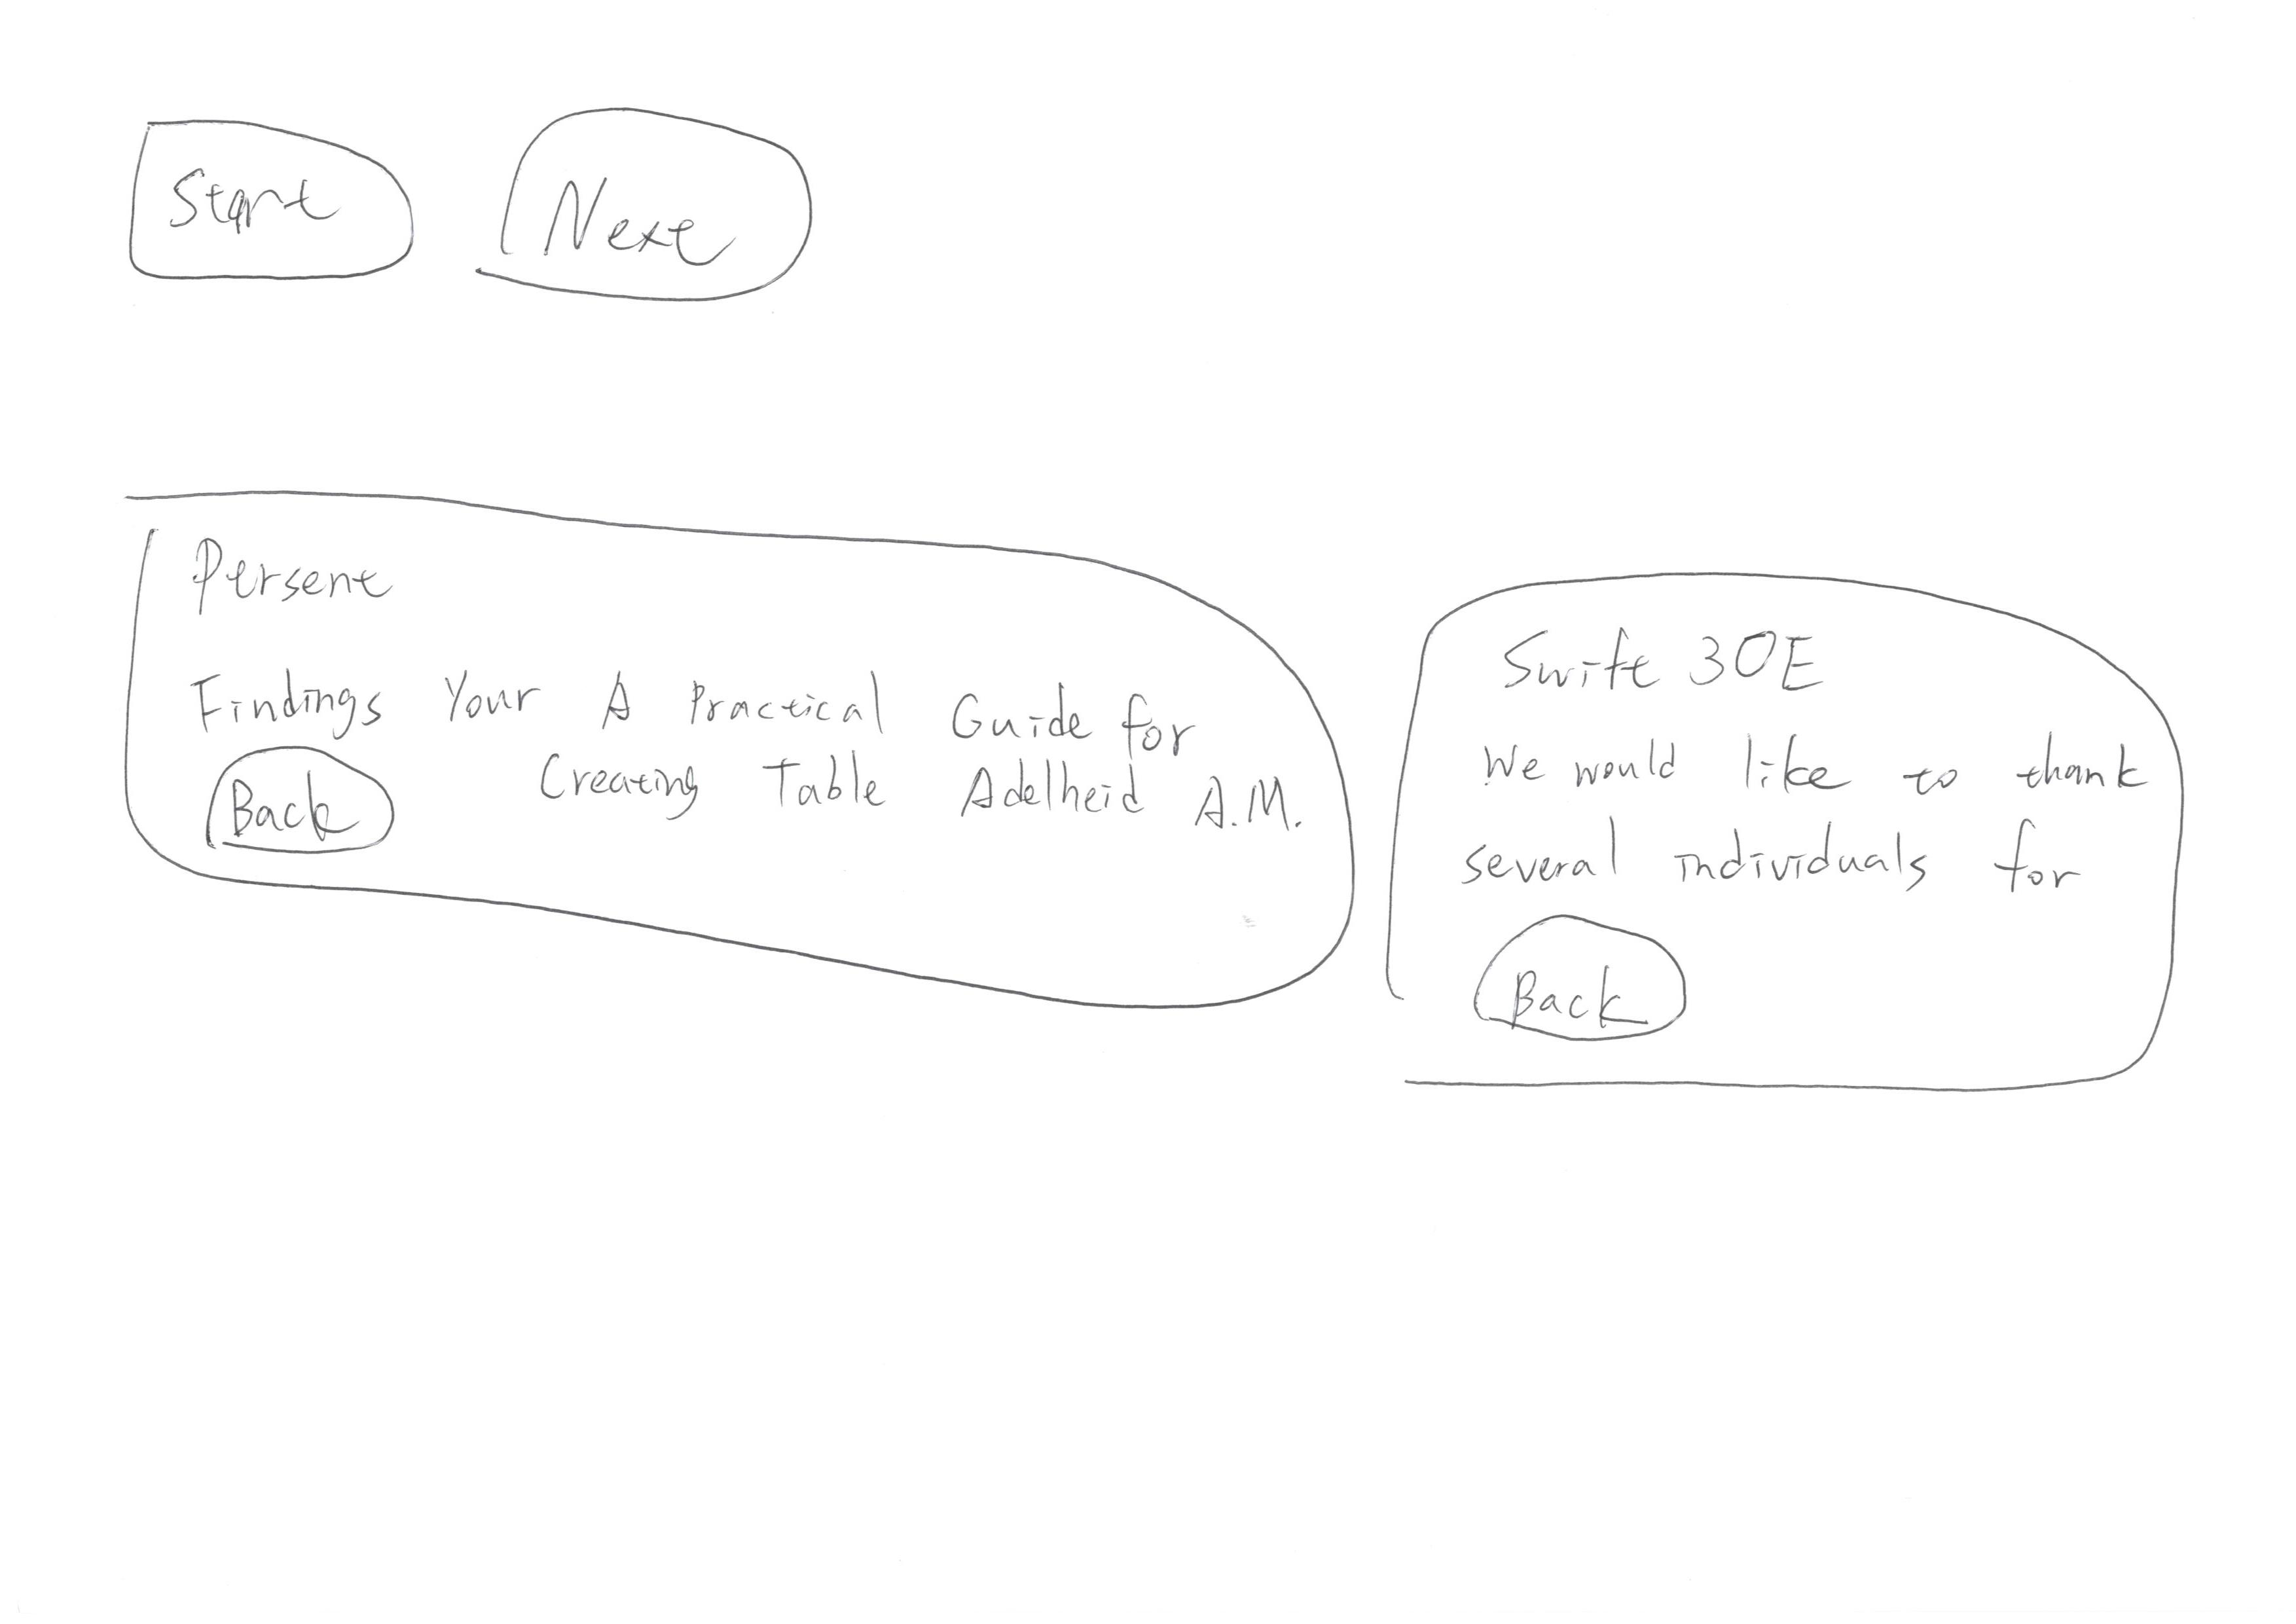 Start
Next
Persent
Findings Your A Practical Guide for
Creating Table Adelheid A.M.
Back
Swift 30E
We would like to thank
several individuals for
Back